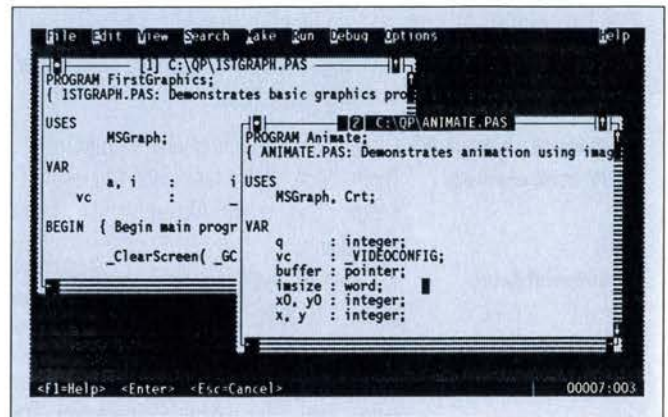 File Edit View Search Make Run Debug Options Help
[1] C:\QP\1STGRAPH.PAS
PROGRAM FirstGraphics;
{ 1STGRAPH.PAS: Demonstrates basic graphics pro
USES
MSGraph;
VAR
a, i : i
vc : _
BEGIN { Begin main progr
_ClearScreen( _GC
[2] C:\QP\ANIMATE.PAS
PROGRAM Animate;
{ ANIMATE.PAS: Demonstrates animation using imag
USES
MSGraph, Crt;
VAR
q : integer;
vc : _VIDEOCONFIG;
buffer : pointer;
imsize : word;
x0, y0 : integer;
x, y : integer;
<F1=Help> <Enter> <Esc=Cancel> 00007:003